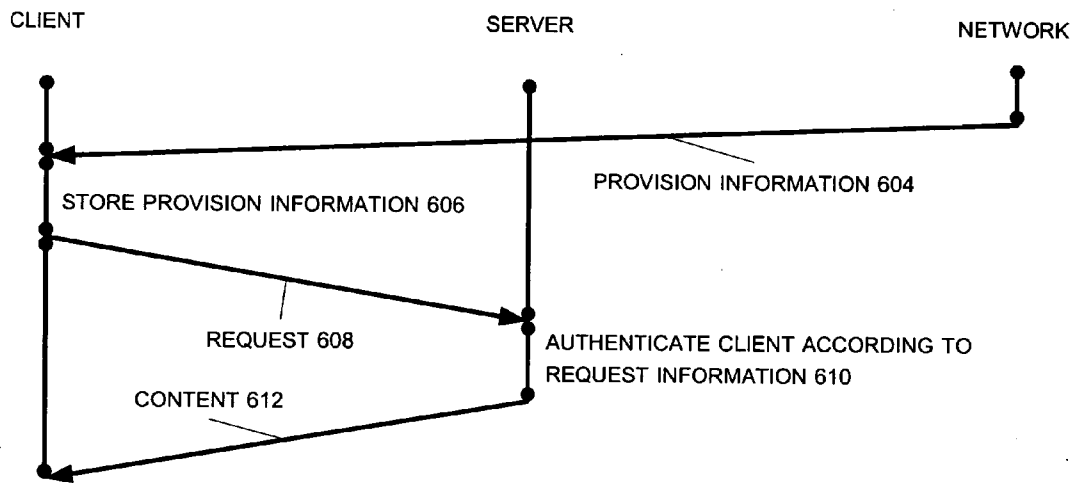 CLIENT
SERVER
NETWORK
PROVISION INFORMATION 604
STORE PROVISION INFORMATION 606
REQUEST 608
AUTHENTICATE CLIENT ACCORDING TO
REQUEST INFORMATION 610
CONTENT 612